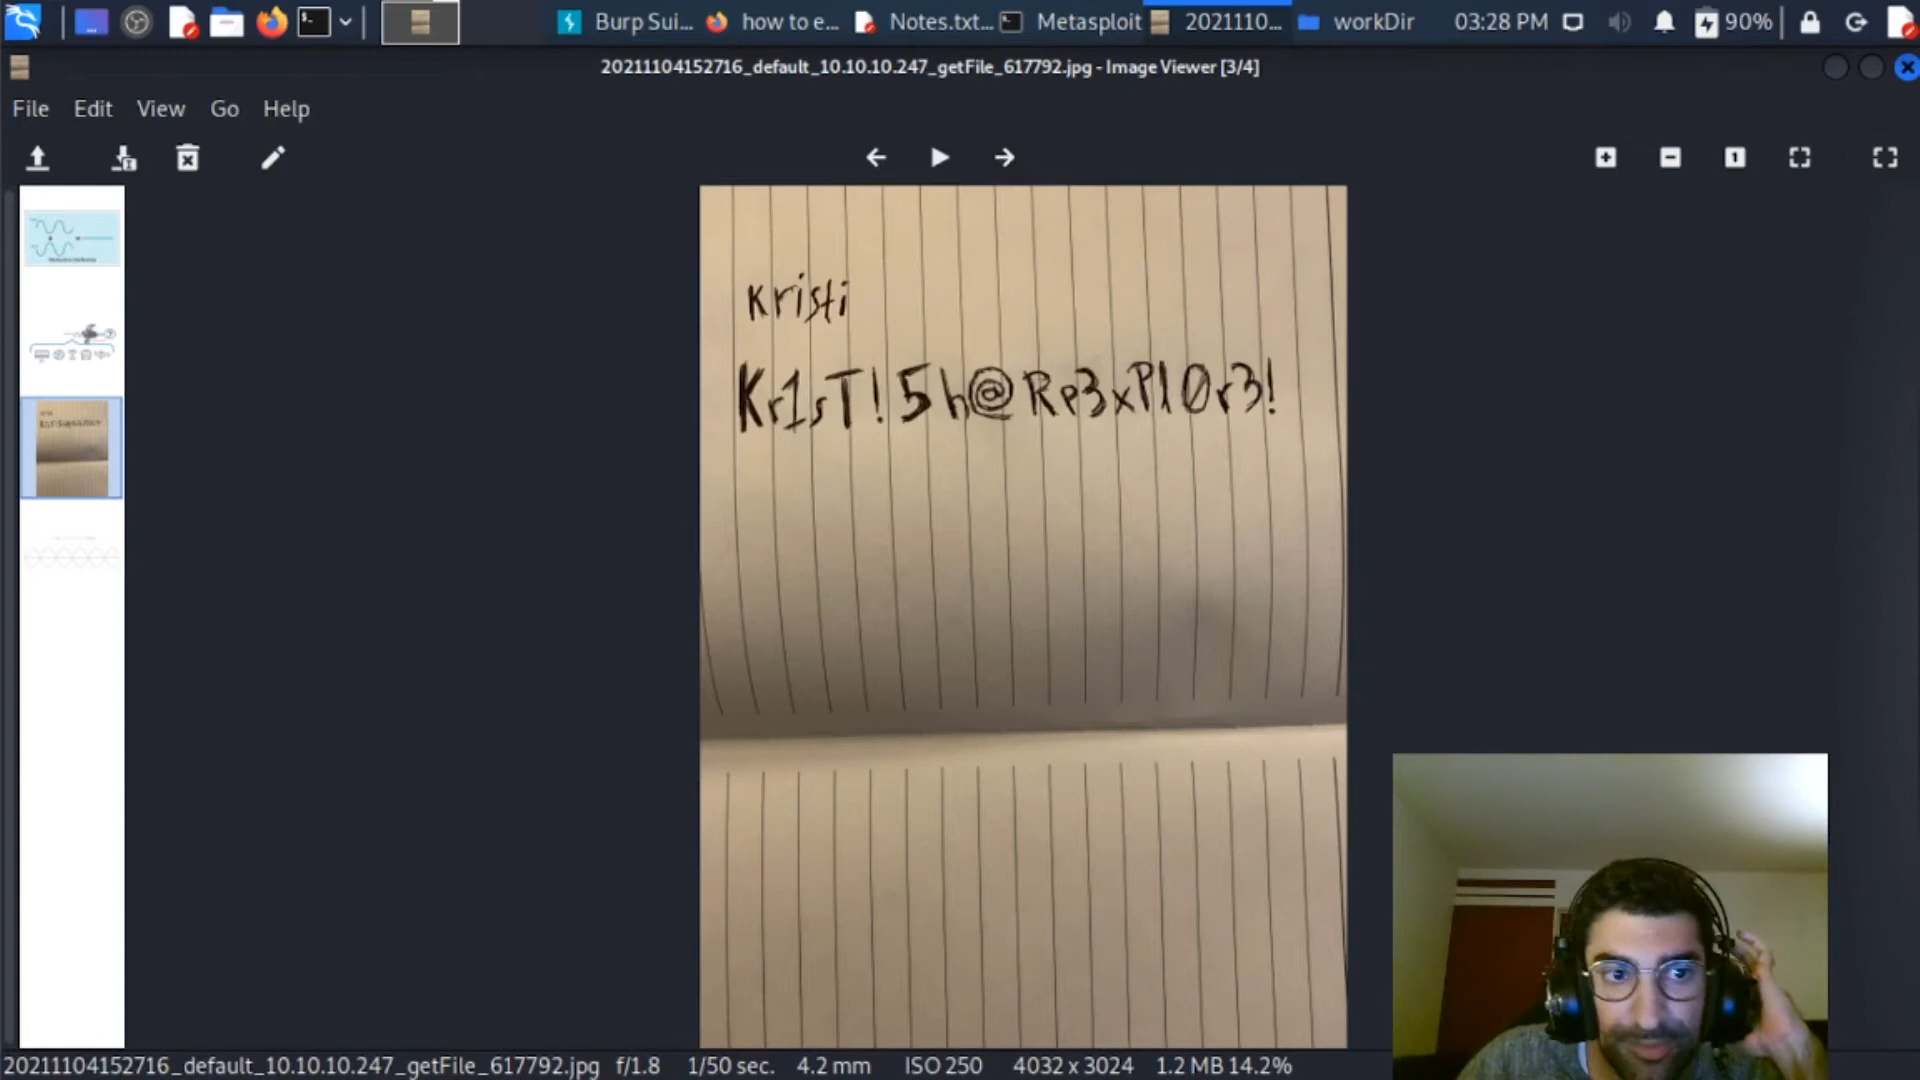 Burp Sui...
how to e...
Notes.txt...
Metasploit
2021110...
workDir
03:28 PM
90%
20211104152716_default_10.10.10.247_getFile_617792.jpg - Image Viewer [3/4]
File Edit View Go Help
kristi
Kr1sT!5h@Rp3xPl0r3!
20211104152716_default_10.10.10.247_getFile_617792.jpg f/1.8 1/50 sec. 4.2 mm ISO 250 4032 x 3024 1.2 MB 14.2%